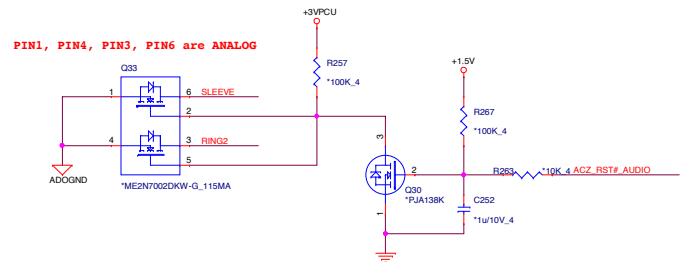 +3VPCU
PIN1, PIN4, PIN3, PIN6 are ANALOG
+1.5V
Q33
R257
*100K_4
1
6
SLEEVE
2
R267
*100K_4
4
3
RING2
5
3
ADOGND
*ME2N7002DKW-G_115MA
2
R263
*10K_4
ACZ_RST#_AUDIO
Q30
*PJA138K
1
C252
*1u/10V_4